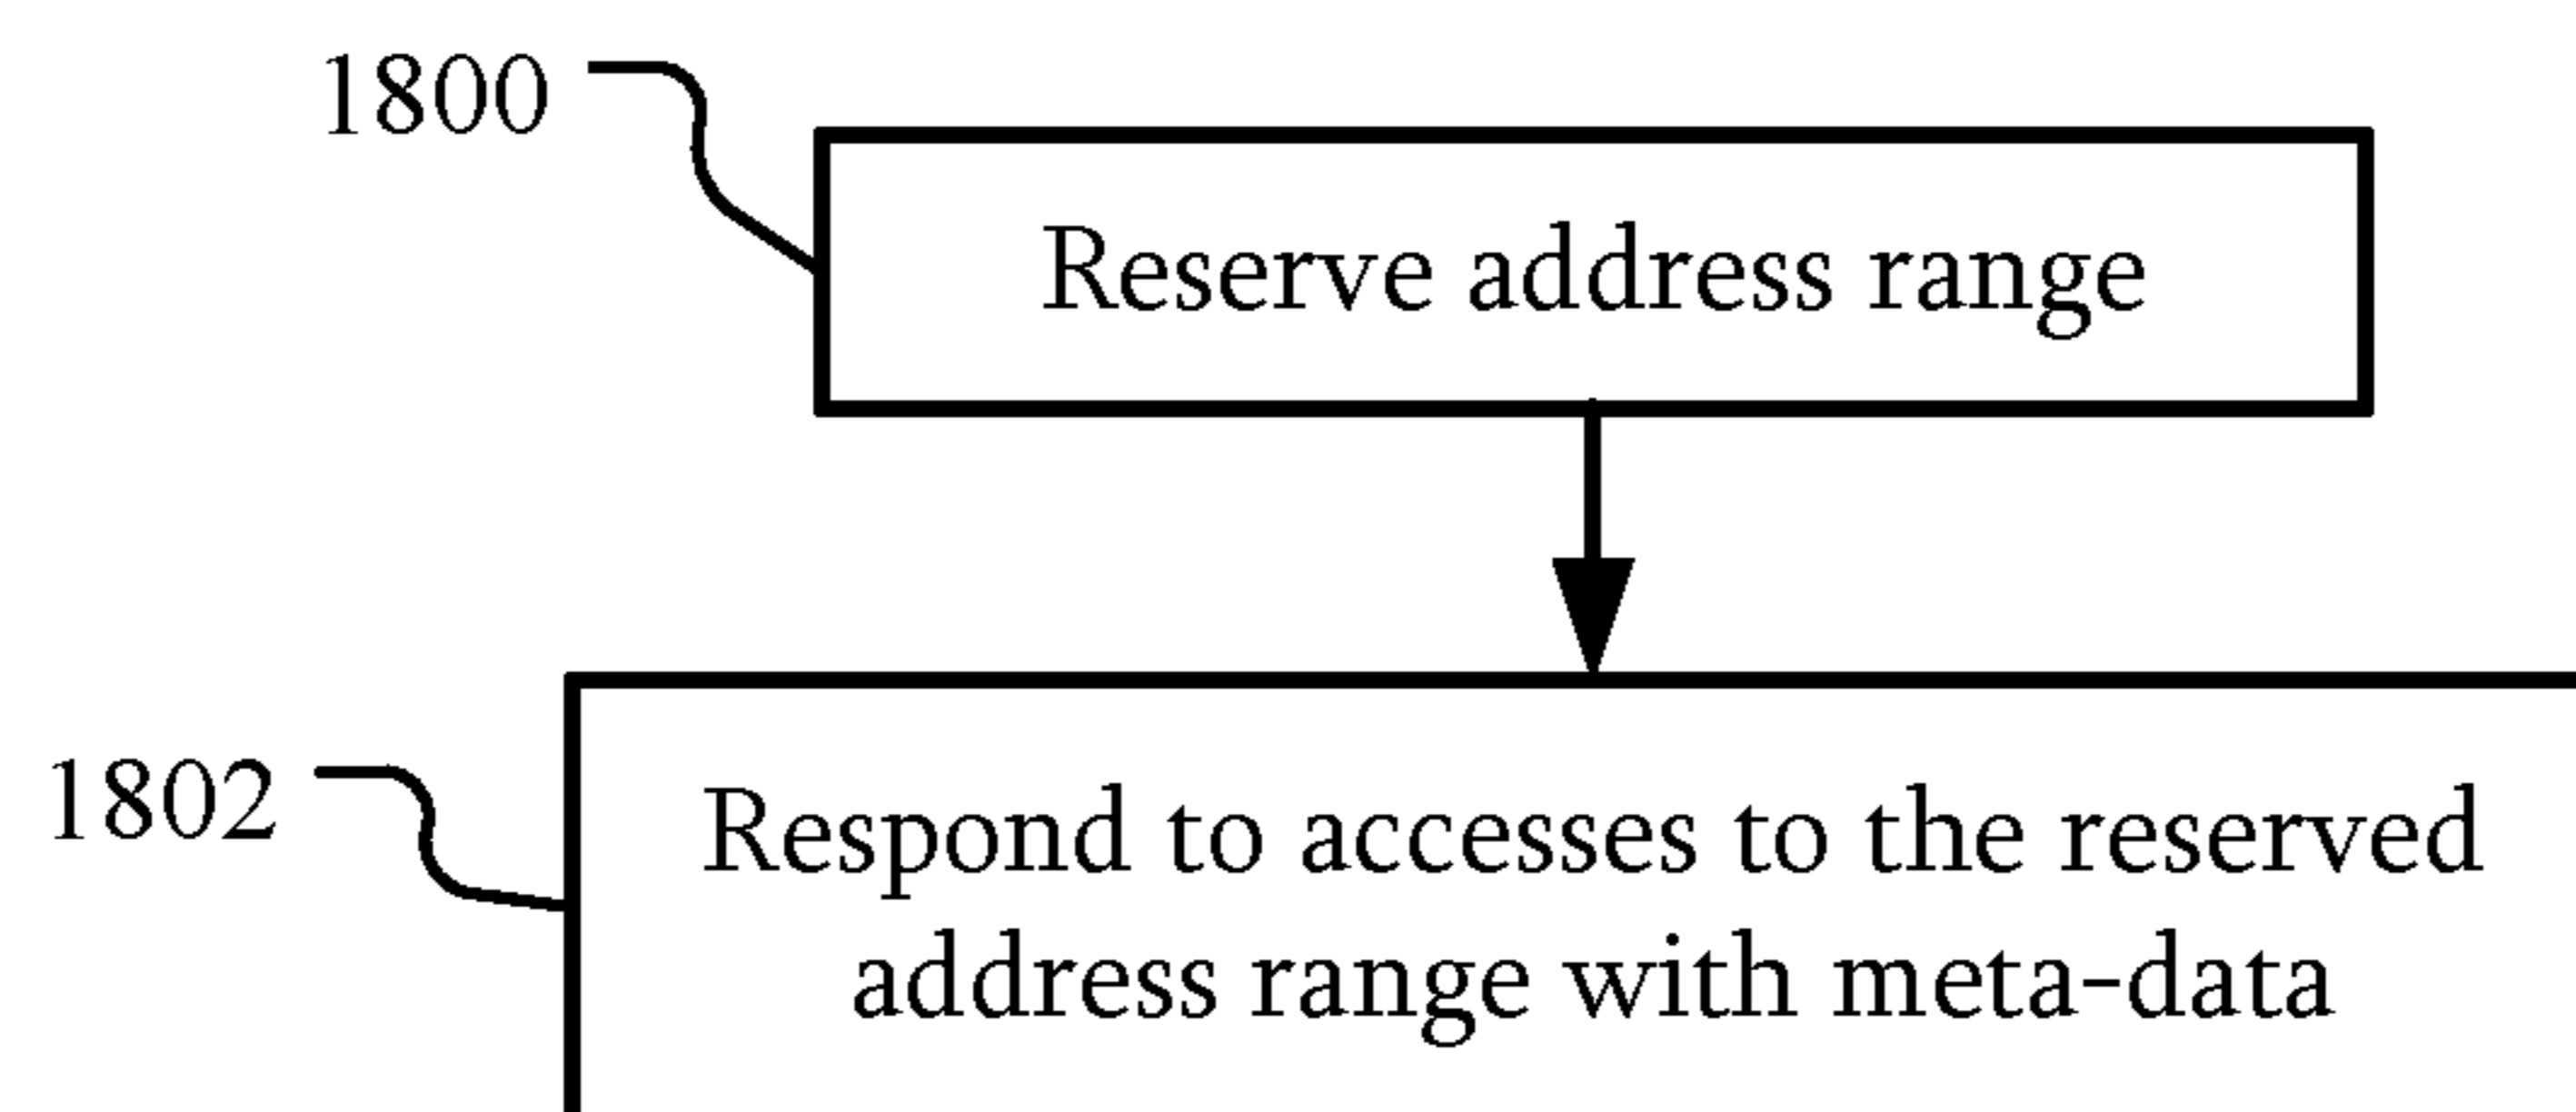 1800
Reserve address range
1802
Respond to accesses to the reserved
address range with meta-data